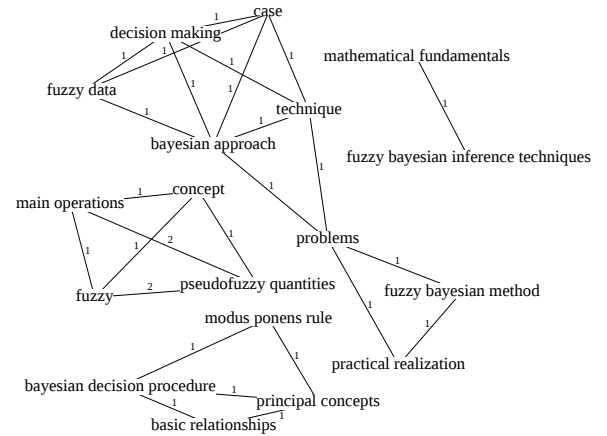 case
1
decision making
1
1
1
1
mathematical fundamentals
1
1
fuzzy data
1
1
technique
1
1
bayesian approach
fuzzy bayesian inference techniques
1
1
concept
1
main operations
1
2
problems
1
1
1
2
pseudofuzzy quantities
fuzzy
fuzzy bayesian method
1
modus ponens rule
1
1
1
practical realization
bayesian decision procedure
1
1
principal concepts
1
basic relationships